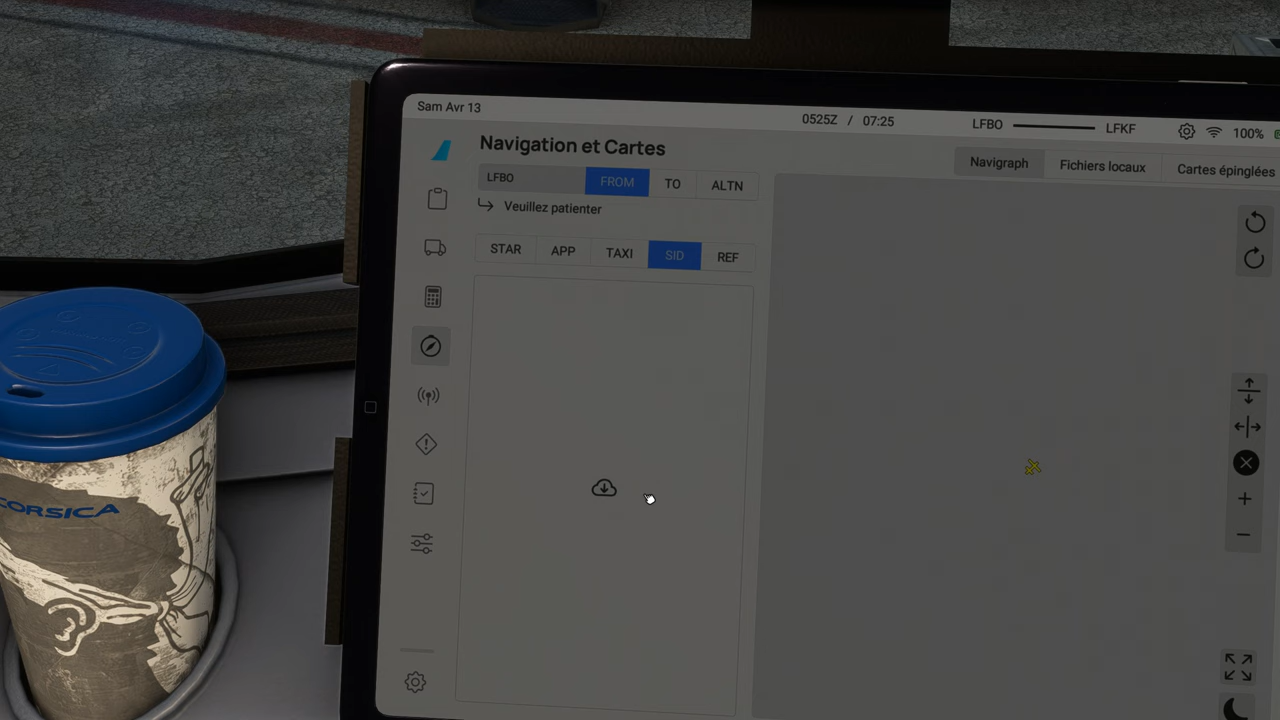 Sam Avr 13
0525Z / 07:25
LFBO
LFKF
100%
Navigation et Cartes
Navigraph
Fichiers locaux
Cartes épinglées
LFBO
FROM
TO
ALTN
Veuillez patienter
STAR
APP
TAXI
SID
REF
CORSICA